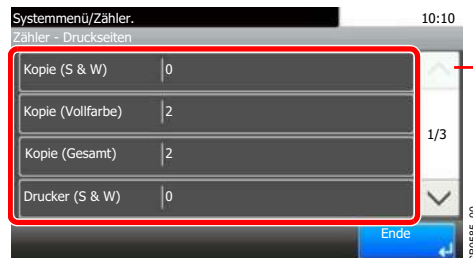 Systemmenü/Zähler. 10:10
Zähler - Druckseiten
Kopie (S & W) 0
Kopie (Vollfarbe) 2
1/3
Kopie (Gesamt) 2
Drucker (S & W) 0
Ende